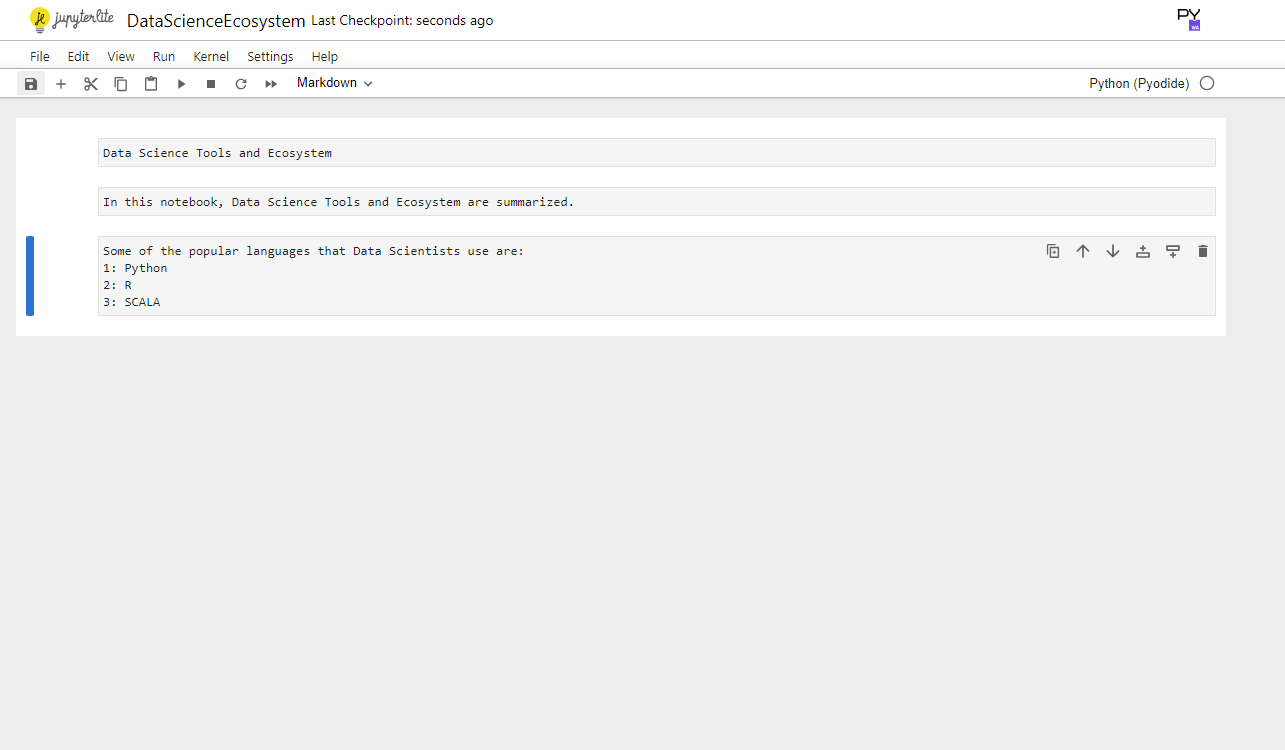 jupyterlite DataScienceEcosystem Last Checkpoint: seconds ago PY WA
File Edit View Run Kernel Settings Help
Markdown Python (Pyodide)
Data Science Tools and Ecosystem
In this notebook, Data Science Tools and Ecosystem are summarized.
Some of the popular languages that Data Scientists use are:
1: Python
2: R
3: SCALA